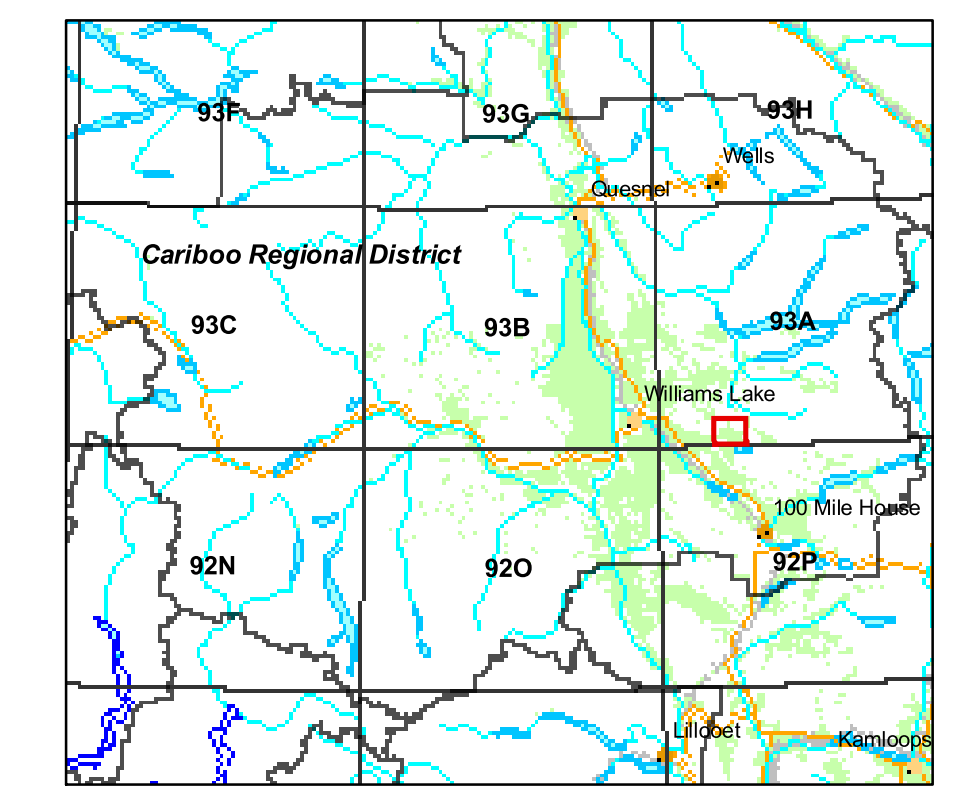 93F
93G
93H
Wells
Quesnel
Cariboo Regional District
93C
93B
93A
Williams Lake
100 Mile House
92N
92O
92P
Lillooet
Kamloops